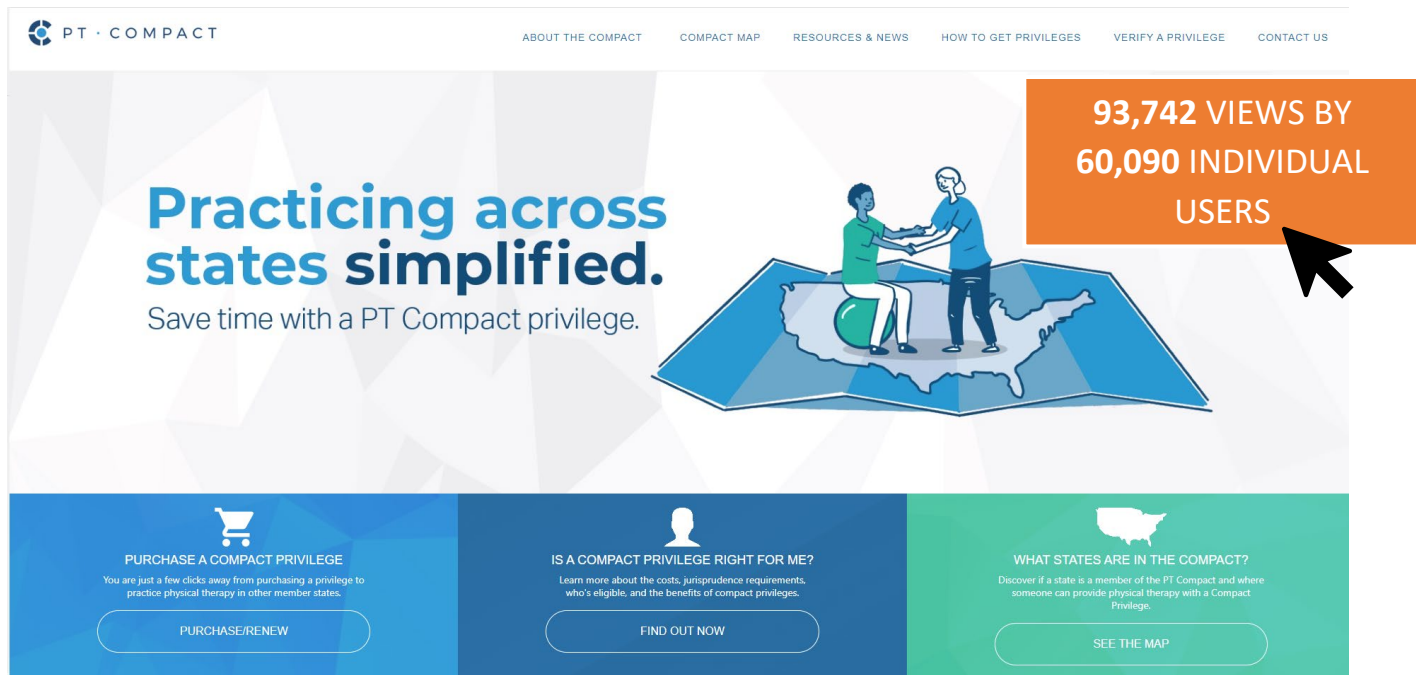 PT · COMPACT
ABOUT THE COMPACT COMPACT MAP RESOURCES & NEWS HOW TO GET PRIVILEGES VERIFY A PRIVILEGE CONTACT US
93,742 VIEWS BY
60,090 INDIVIDUAL
USERS
Practicing across
states simplified.
Save time with a PT Compact privilege.
PURCHASE A COMPACT PRIVILEGE
You are just a few clicks away from purchasing a privilege to
practice physical therapy in other member states.
PURCHASE/RENEW
IS A COMPACT PRIVILEGE RIGHT FOR ME?
Learn more about the costs, jurisprudence requirements,
who's eligible, and the benefits of compact privileges.
FIND OUT NOW
WHAT STATES ARE IN THE COMPACT?
Discover if a state is a member of the PT Compact and where
someone can provide physical therapy with a Compact
Privilege.
SEE THE MAP